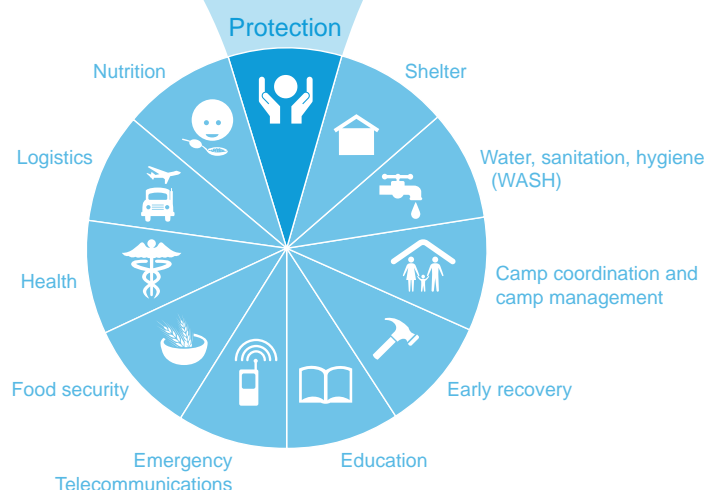 Protection
Shelter
Water, sanitation, hygiene
(WASH)
Camp coordination and
camp management
Early recovery
Education
Emergency
Telecommunications
Food security
Health
Logistics
Nutrition